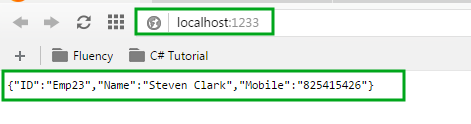 localhost:1233
Fluency C# Tutorial
{"ID":"Emp23","Name":"Steven Clark","Mobile":"825415426"}